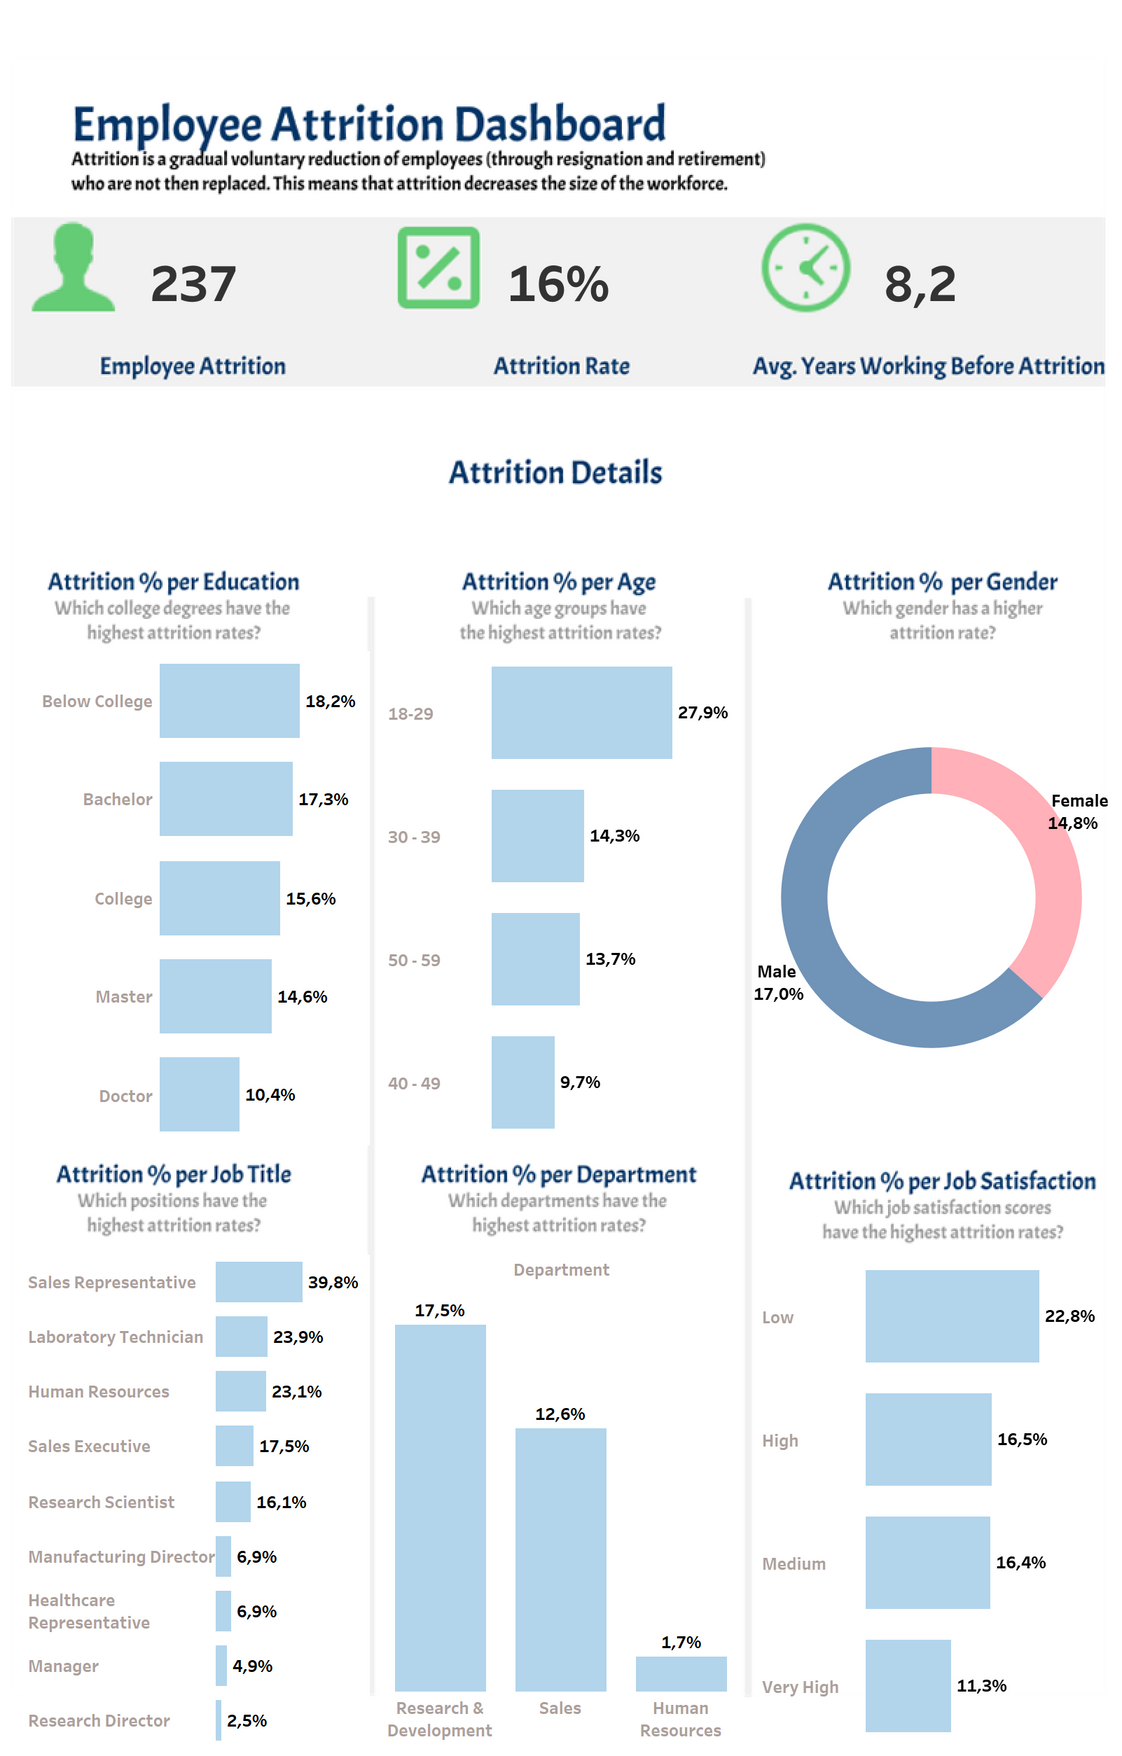 Employee Attrition Dashboard
Attrition is a gradual voluntary reduction of employees (through resignation and retirement)
who are not then replaced. This means that attrition decreases the size of the workforce.
237
16%
8,2
Employee Attrition
Attrition Rate
Avg. Years Working Before Attrition
Attrition Details
Attrition % per Education
Which college degrees have the
highest attrition rates?
Below College
18,2%
Bachelor
17,3%
College
15,6%
Master
14,6%
Doctor
10,4%
Attrition % per Age
Which age groups have
the highest attrition rates?
18-29
27,9%
30 - 39
14,3%
50 - 59
13,7%
40 - 49
9,7%
Attrition % per Gender
Which gender has a higher
attrition rate?
Female
14,8%
Male
17,0%
Attrition % per Job Title
Which positions have the
highest attrition rates?
Sales Representative
39,8%
Laboratory Technician
23,9%
Human Resources
23,1%
Sales Executive
17,5%
Research Scientist
16,1%
Manufacturing Director
6,9%
Healthcare
Representative
6,9%
Manager
4,9%
Research Director
2,5%
Attrition % per Department
Which departments have the
highest attrition rates?
Department
17,5%
12,6%
1,7%
Research &
Development
Sales
Human
Resources
Attrition % per Job Satisfaction
Which job satisfaction scores
have the highest attrition rates?
Low
22,8%
High
16,5%
Medium
16,4%
Very High
11,3%